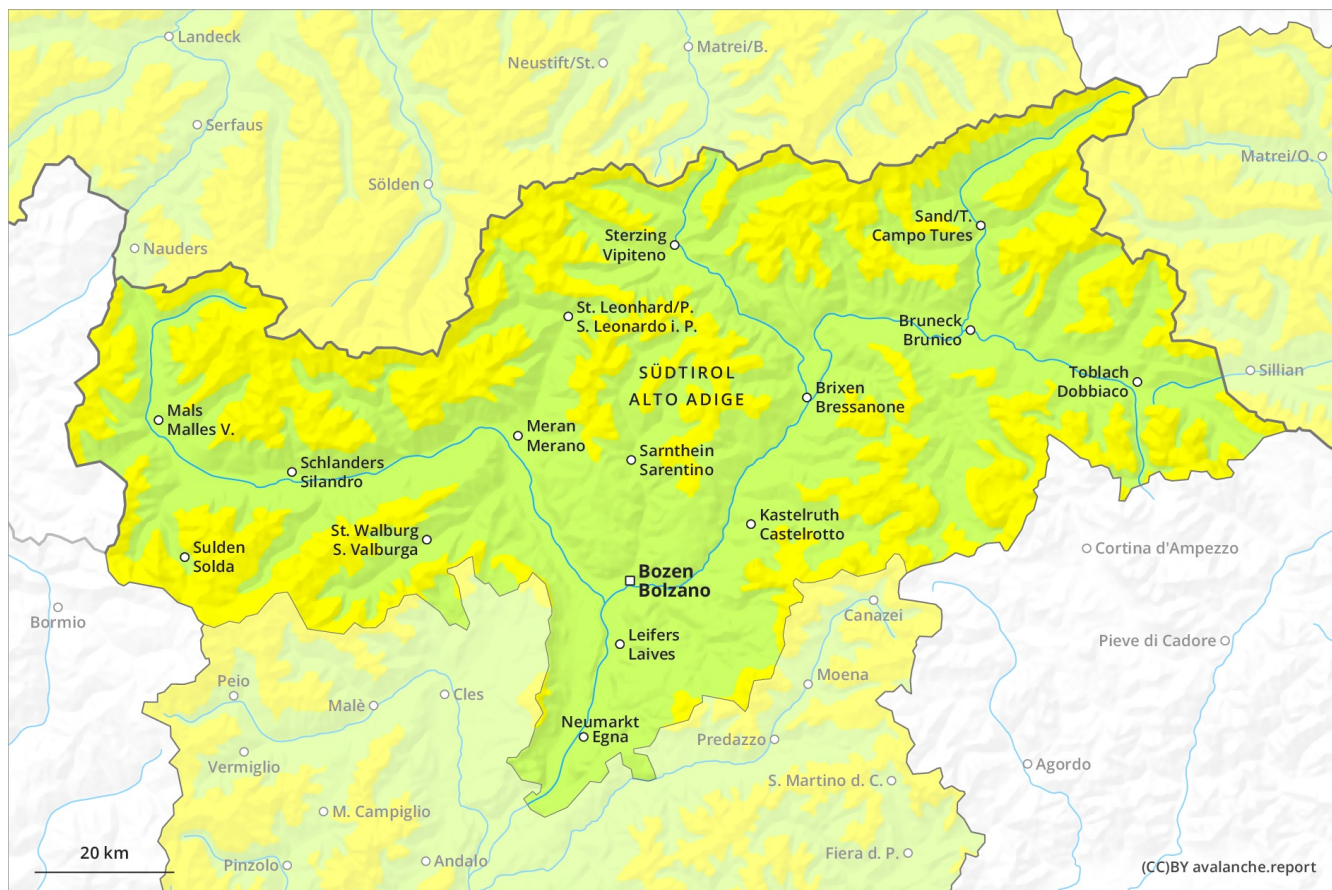 Landeck
Matrei/B.
Neustift/St.
Serfaus
Matrei/O.
Sölden
Sand/T.
Campo Tures
Sterzing
Vipiteno
Nauders
St. Leonhard/P.
S. Leonardo i. P.
Bruneck
Brunico
SÜDTIROL
ALTO ADIGE
Toblach
Dobbiaco
Sillian
Brixen
Bressanone
Mals
Malles V.
Meran
Merano
Sarnthein
Sarentino
Schlanders
Silandro
Kastelruth
Castelrotto
St. Walburg
S. Valburga
Sulden
Solda
Cortina d'Ampezzo
Bozen
Bolzano
Bormio
Canazei
Leifers
Laives
Pieve di Cadore
Peio
Moena
Malè
Cles
Neumarkt
Egna
Predazzo
Vermiglio
Agordo
S. Martino d. C.
M. Campiglio
20 km
Pinzolo
Andalo
Fiera d. P.
(CC)BY avalanche.report